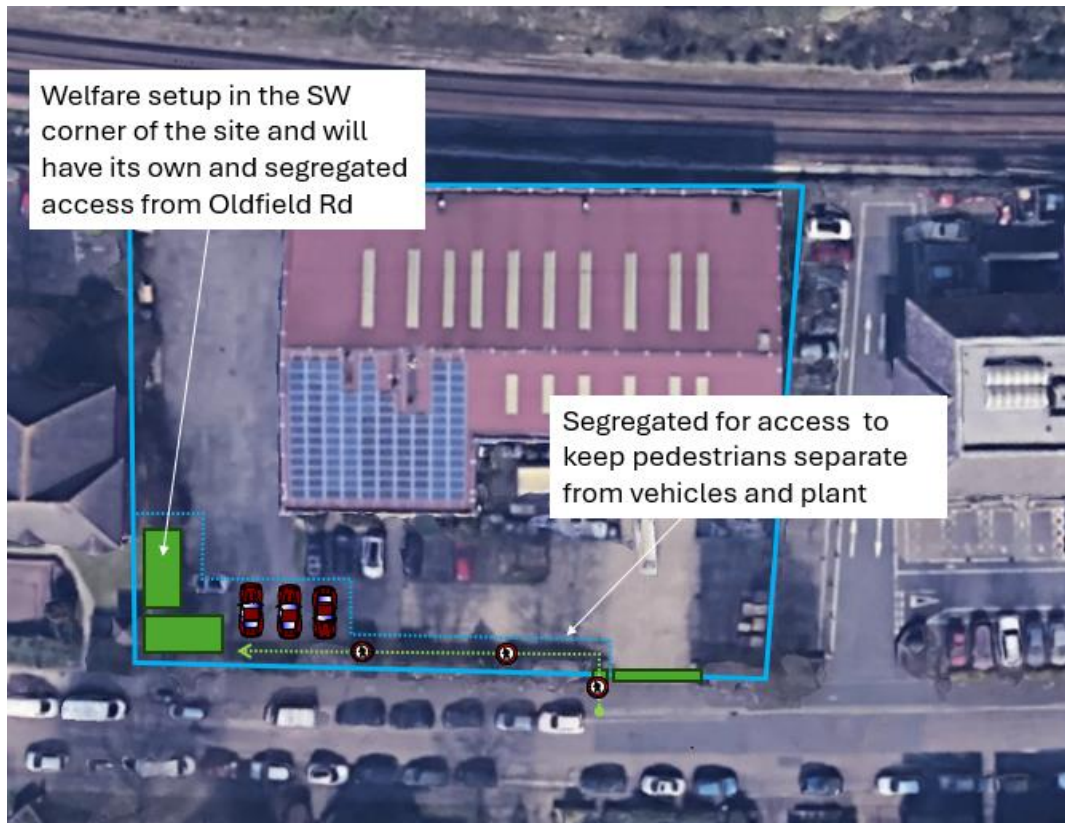 Welfare setup in the SW
corner of the site and will
have its own and segregated
access from Oldfield Rd
Segregated for access to
keep pedestrians separate
from vehicles and plant